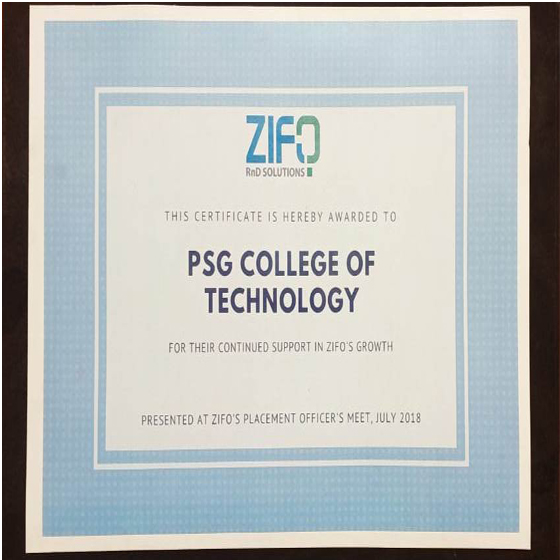 ZIFO
RnD SOLUTIONS
THIS CERTIFICATE IS HEREBY AWARDED TO
PSG COLLEGE OF
TECHNOLOGY
FOR THEIR CONTINUED SUPPORT IN ZIFO'S GROWTH
PRESENTED AT ZIFO'S PLACEMENT OFFICER'S MEET, JULY 2018